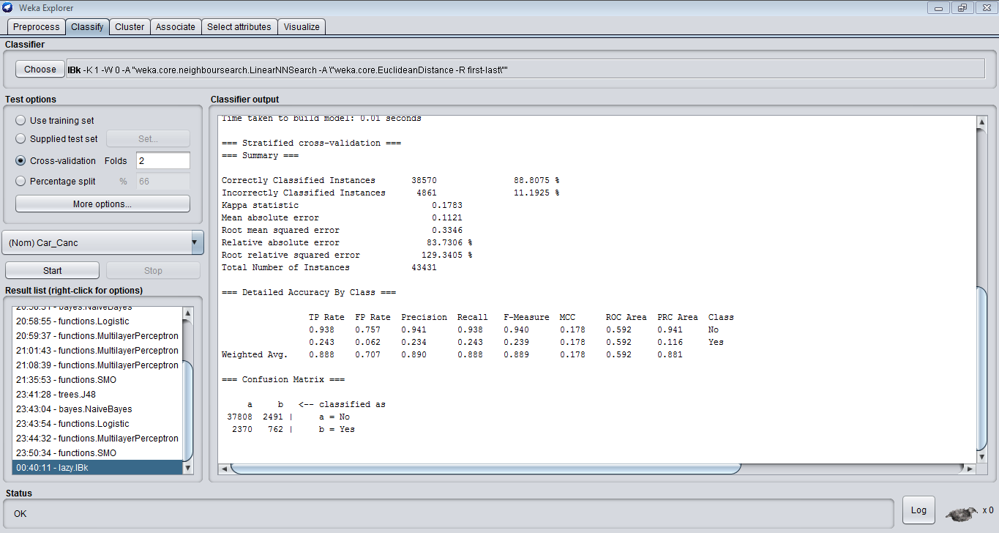 Weka Explorer
Preprocess Classify Cluster Associate Select attributes Visualize
Classifier
Choose IBk -K 1 -W 0 -A "weka.core.neighboursearch.LinearNNSearch -A \"weka.core.EuclideanDistance -R first-last\""
Test options
Use training set
Supplied test set Set...
Cross-validation Folds 2
Percentage split % 66
More options...
(Nom) Car_Canc
Start Stop
Result list (right-click for options)
20:58:51 - bayes.NaiveBayes
20:58:55 - functions.Logistic
20:59:37 - functions.MultilayerPerceptron
21:01:43 - functions.MultilayerPerceptron
21:08:39 - functions.MultilayerPerceptron
21:35:53 - functions.SMO
23:41:28 - trees.J48
23:43:04 - bayes.NaiveBayes
23:43:54 - functions.Logistic
23:44:32 - functions.MultilayerPerceptron
23:50:34 - functions.SMO
00:40:11 - lazy.IBk
Classifier output
Time taken to build model: 0.01 seconds
=== Stratified cross-validation ===
=== Summary ===
Correctly Classified Instances 38570 88.8075 %
Incorrectly Classified Instances 4861 11.1925 %
Kappa statistic 0.1783
Mean absolute error 0.1121
Root mean squared error 0.3346
Relative absolute error 83.7306 %
Root relative squared error 129.3405 %
Total Number of Instances 43431
=== Detailed Accuracy By Class ===
TP Rate FP Rate Precision Recall F-Measure MCC ROC Area PRC Area Class
0.938 0.757 0.941 0.938 0.940 0.178 0.592 0.941 No
0.243 0.062 0.234 0.243 0.239 0.178 0.592 0.116 Yes
Weighted Avg. 0.888 0.707 0.890 0.888 0.889 0.178 0.592 0.881
=== Confusion Matrix ===
a b <-- classified as
37808 2491 | a = No
2370 762 | b = Yes
Status
OK
Log x 0